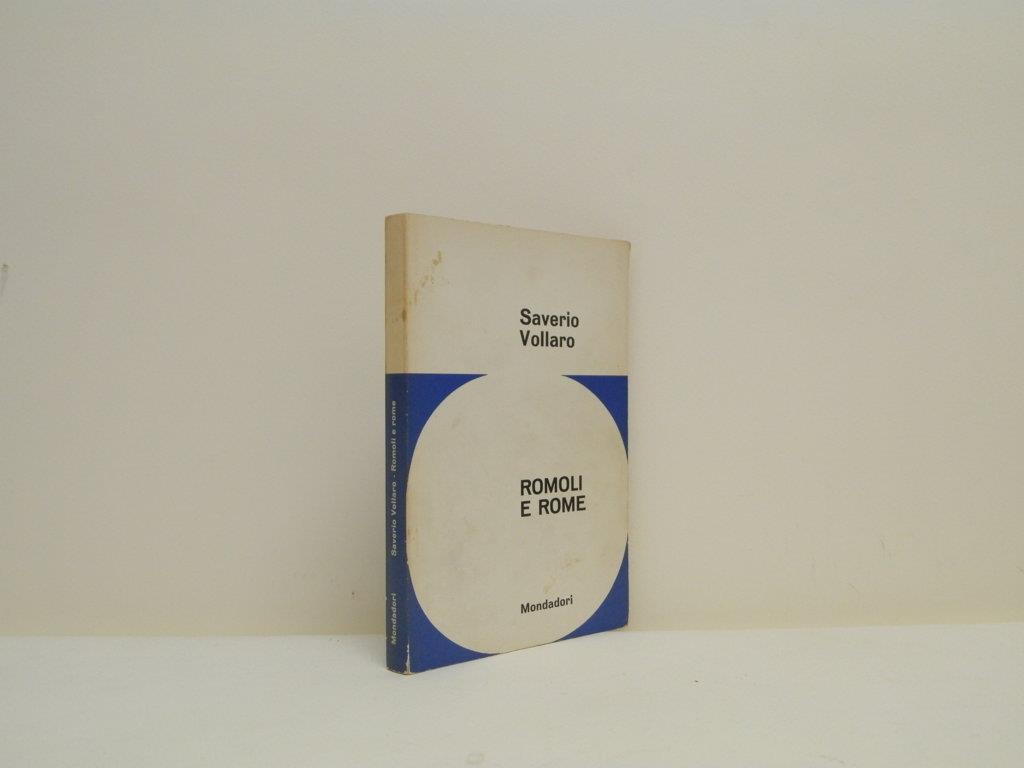 Saverio
Vollaro
ROMOLI
E ROME
Mondadori
Mondadori Saverio Vollaro - Romoli e rome